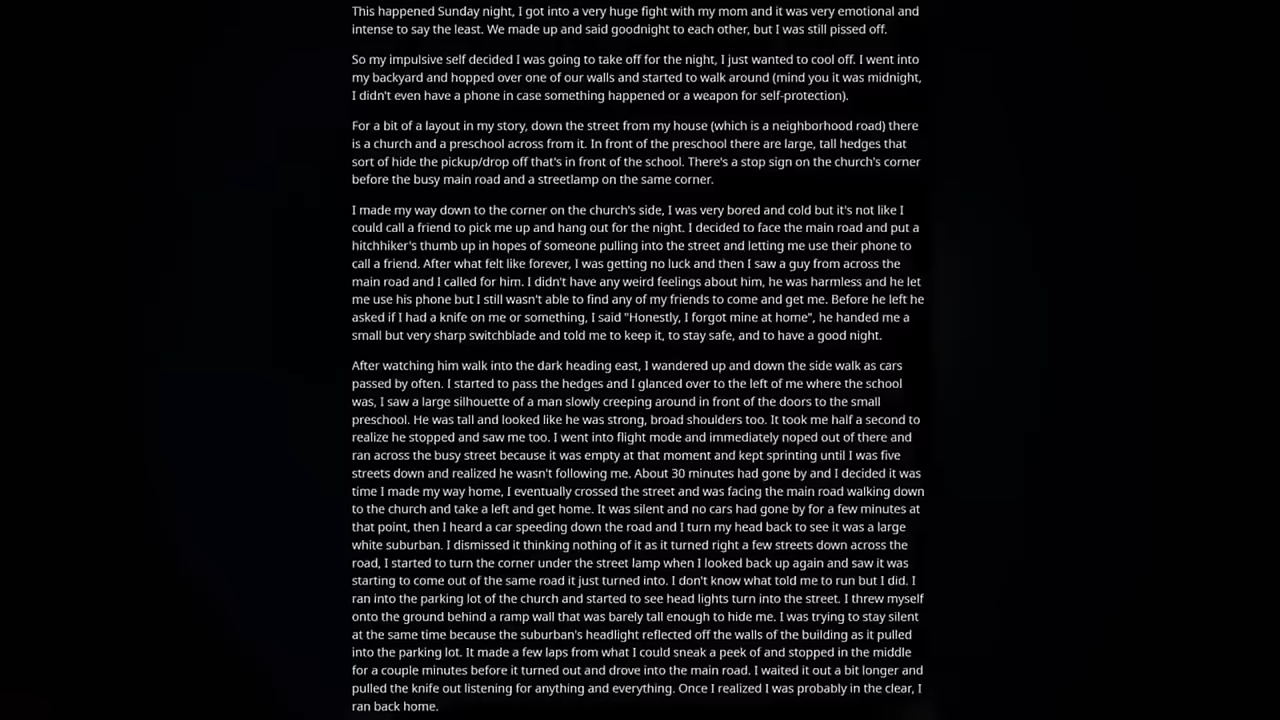 This happened Sunday night, I got into a very huge fight with my mom and it was very emotional and
intense to say the least. We made up and said goodnight to each other, but I was still pissed off.
So my impulsive self decided I was going to take off for the night, I just wanted to cool off. I went into
my backyard and hopped over one of our walls and started to walk around (mind you it was midnight,
I didn't even have a phone in case something happened or a weapon for self-protection).
For a bit of a layout in my story, down the street from my house (which is a neighborhood road) there
is a church and a preschool across from it. In front of the preschool there are large, tall hedges that
sort of hide the pickup/drop off that's in front of the school. There's a stop sign on the church's corner
before the busy main road and a streetlamp on the same corner.
I made my way down to the corner on the church's side, I was very bored and cold but it's not like I
could call a friend to pick me up and hang out for the night. I decided to face the main road and put a
hitchhiker's thumb up in hopes of someone pulling into the street and letting me use their phone to
call a friend. After what felt like forever, I was getting no luck and then I saw a guy from across the
main road and I called for him. I didn't have any weird feelings about him, he was harmless and he let
me use his phone but I still wasn't able to find any of my friends to come and get me. Before he left he
asked if I had a knife on me or something, I said "Honestly, I forgot mine at home", he handed me a
small but very sharp switchblade and told me to keep it, to stay safe, and to have a good night.
After watching him walk into the dark heading east, I wandered up and down the side walk as cars
passed by often. I started to pass the hedges and I glanced over to the left of me where the school
was, I saw a large silhouette of a man slowly creeping around in front of the doors to the small
preschool. He was tall and looked like he was strong, broad shoulders too. It took me half a second to
realize he stopped and saw me too. I went into flight mode and immediately noped out of there and
ran across the busy street because it was empty at that moment and kept sprinting until I was five
streets down and realized he wasn't following me. About 30 minutes had gone by and I decided it was
time I made my way home, I eventually crossed the street and was facing the main road walking down
to the church and take a left and get home. It was silent and no cars had gone by for a few minutes at
that point, then I heard a car speeding down the road and I turn my head back to see it was a large
white suburban. I dismissed it thinking nothing of it as it turned right a few streets down across the
road, I started to turn the corner under the street lamp when I looked back up again and saw it was
starting to come out of the same road it just turned into. I don't know what told me to run but I did. I
ran into the parking lot of the church and started to see head lights turn into the street. I threw myself
onto the ground behind a ramp wall that was barely tall enough to hide me. I was trying to stay silent
at the same time because the suburban's headlight reflected off the walls of the building as it pulled
into the parking lot. It made a few laps from what I could sneak a peek of and stopped in the middle
for a couple minutes before it turned out and drove into the main road. I waited it out a bit longer and
pulled the knife out listening for anything and everything. Once I realized I was probably in the clear, I
ran back home.